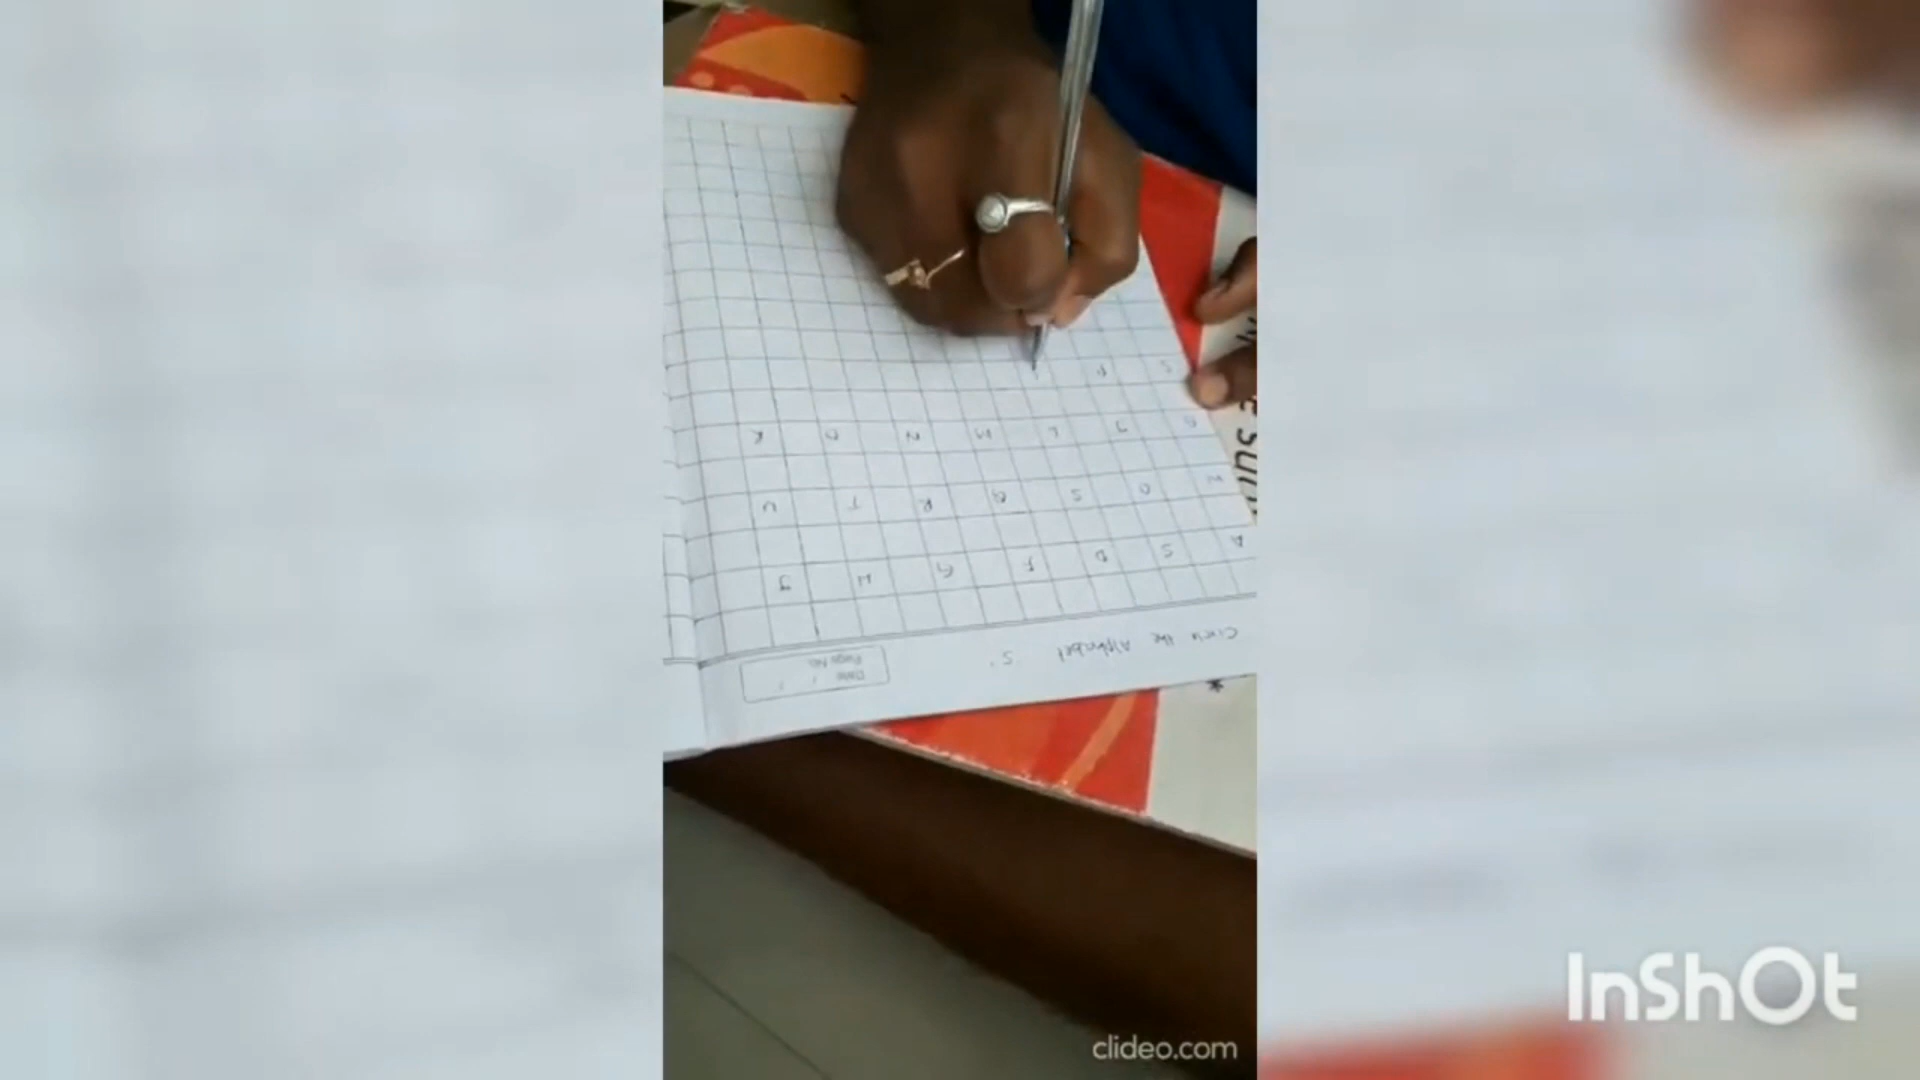 Circle the Alphabet 'S'
Date / /
Page No.
A S D F G H J
W O S Q R T U
L M N O K
S P
InShOt
clideo.com